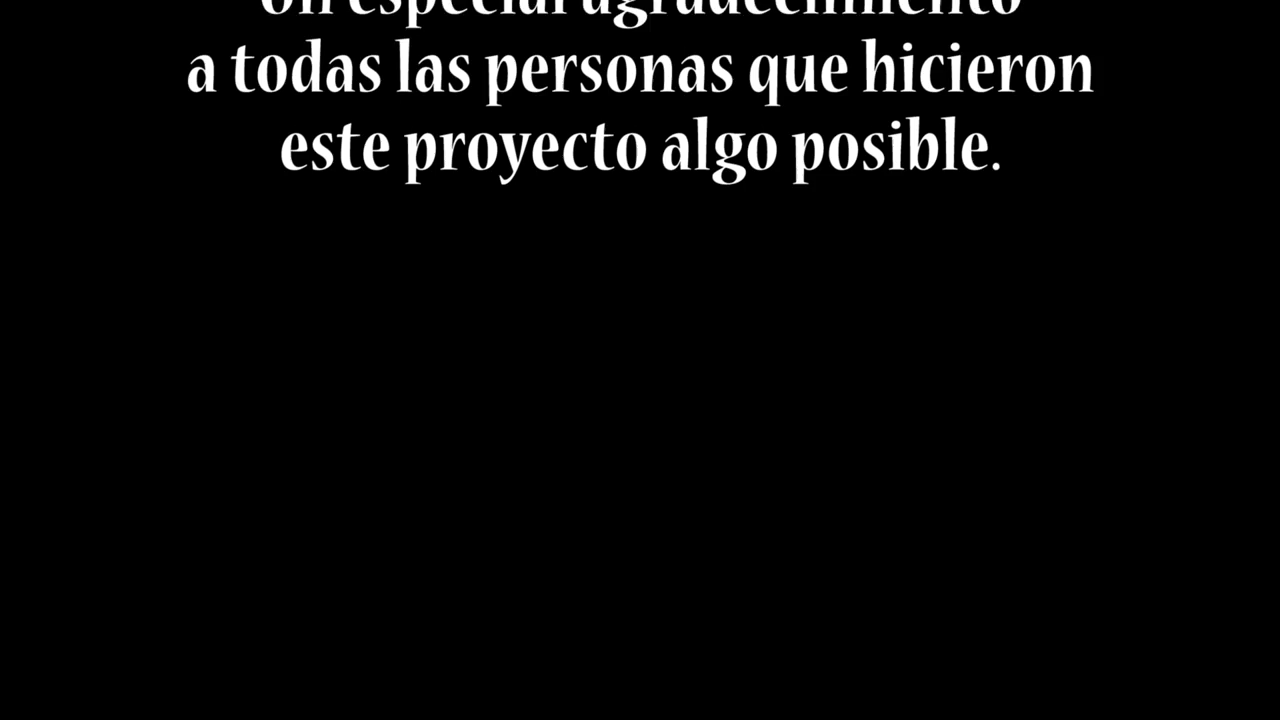 Un especial agradecimiento
a todas las personas que hicieron
este proyecto algo posible.